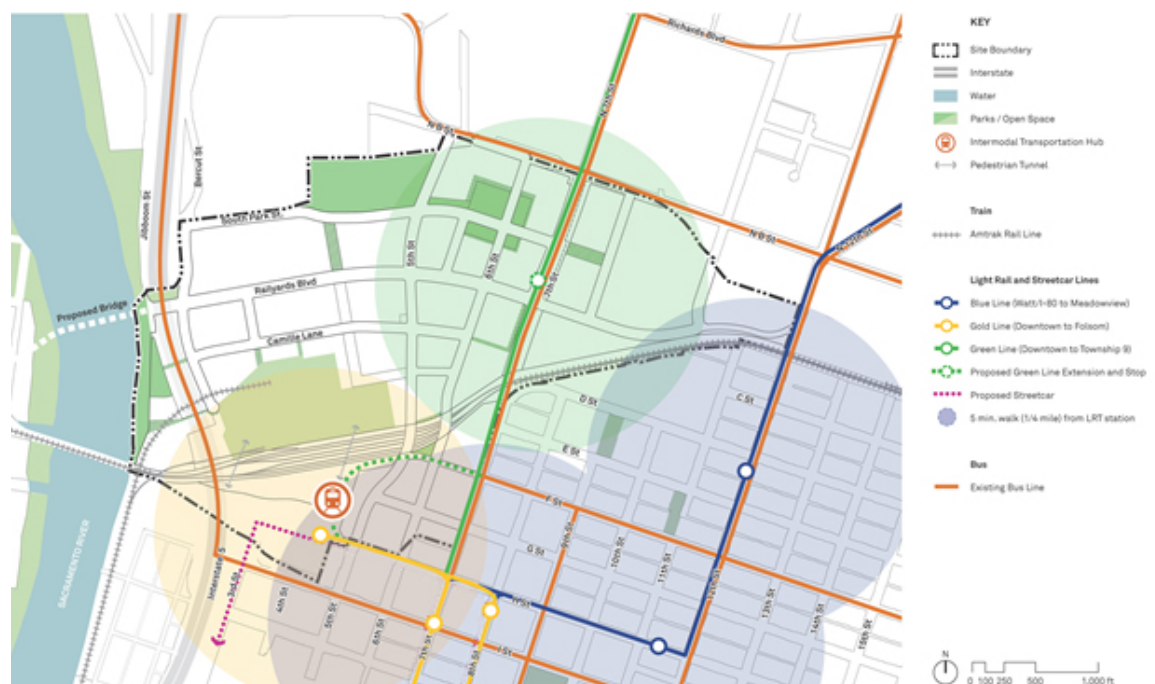 Richards Blvd
N 7th St
N B St.
Bercut St
Jibboom St
South Park St.
5th St
6th St
7th St
N B St
N 12th St
Railyards Blvd
Proposed Bridge
Camille Lane
D St
C St
E St
F St
9th St
G St
10th St
11th St
12th St
13th St
14th St
15th St
SACRAMENTO RIVER
Interstate 5
3rd St
4th St
5th St
6th St
7th St
8th St
H St
I St
KEY
Site Boundary
Interstate
Water
Parks / Open Space
Intermodal Transportation Hub
Pedestrian Tunnel
Train
Amtrak Rail Line
Light Rail and Streetcar Lines
Blue Line (Watt/I-80 to Meadowview)
Gold Line (Downtown to Folsom)
Green Line (Downtown to Township 9)
Proposed Green Line Extension and Stop
Proposed Streetcar
5 min. walk (1/4 mile) from LRT station
Bus
Existing Bus Line
N
0 100 250 500 1,000 ft